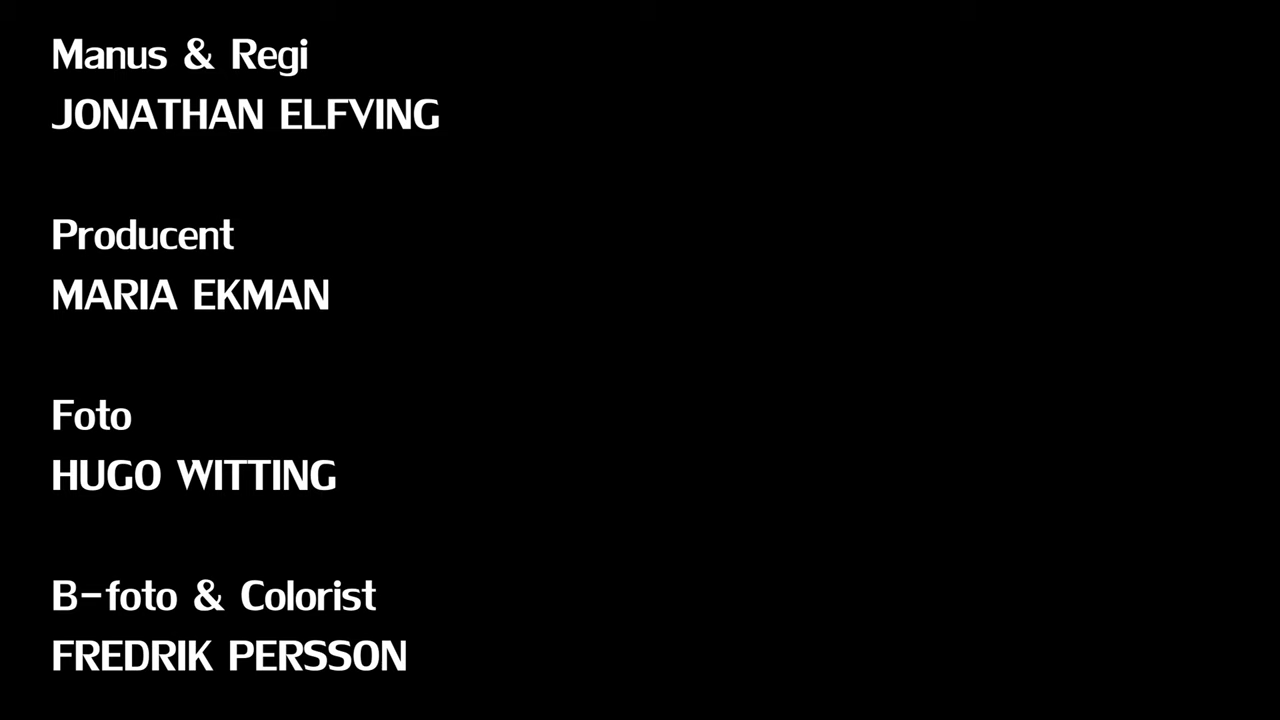 Manus & Regi
JONATHAN ELFVING
Producent
MARIA EKMAN
Foto
HUGO WITTING
B-foto & Colorist
FREDRIK PERSSON